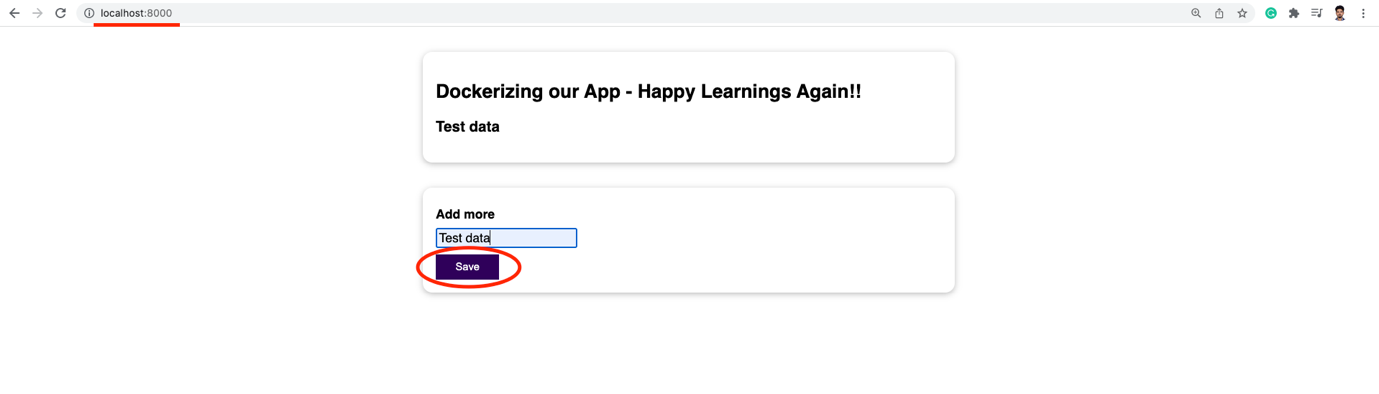 localhost:8000
Dockerizing our App - Happy Learnings Again!!
Test data
Add more
Test data
Save